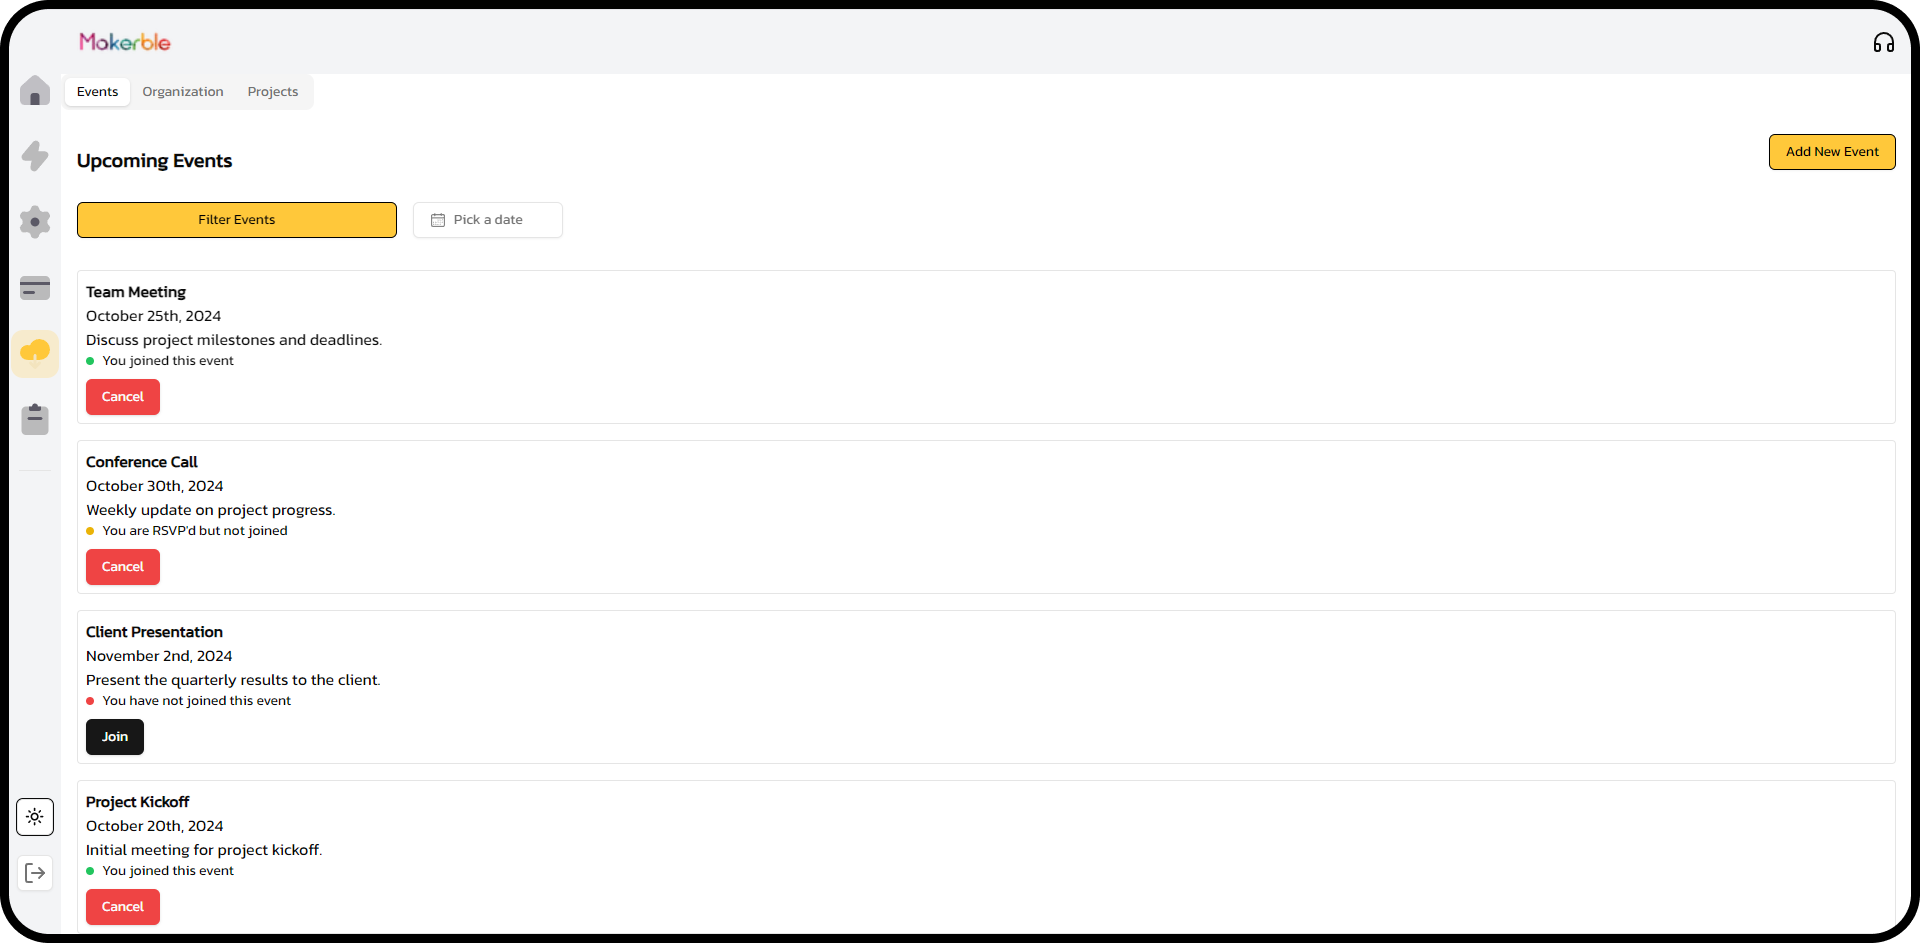 Makerble
Events Organization Projects
Upcoming Events
Add New Event
Filter Events
Pick a date
Team Meeting
October 25th, 2024
Discuss project milestones and deadlines.
You joined this event
Cancel
Conference Call
October 30th, 2024
Weekly update on project progress.
You are RSVP'd but not joined
Cancel
Client Presentation
November 2nd, 2024
Present the quarterly results to the client.
You have not joined this event
Join
Project Kickoff
October 20th, 2024
Initial meeting for project kickoff.
You joined this event
Cancel